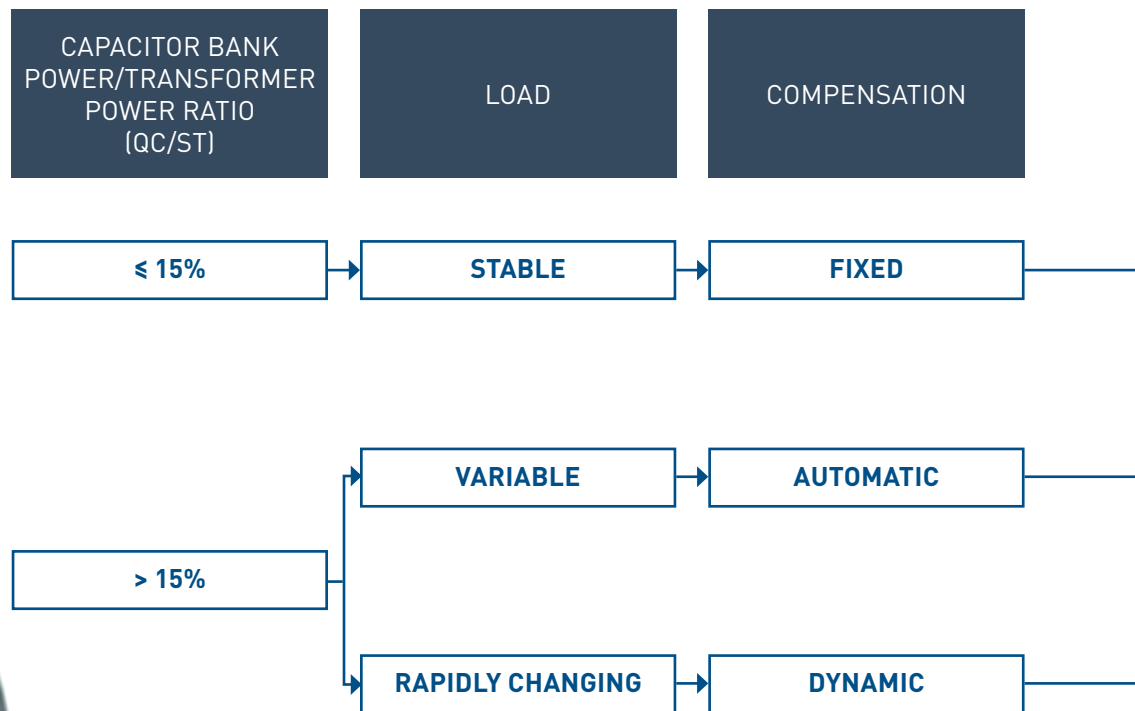 CAPACITOR BANK
POWER/TRANSFORMER
POWER RATIO
(QC/ST)
LOAD
COMPENSATION
⩽ 15%
STABLE
FIXED
VARIABLE
AUTOMATIC
> 15%
RAPIDLY CHANGING
DYNAMIC